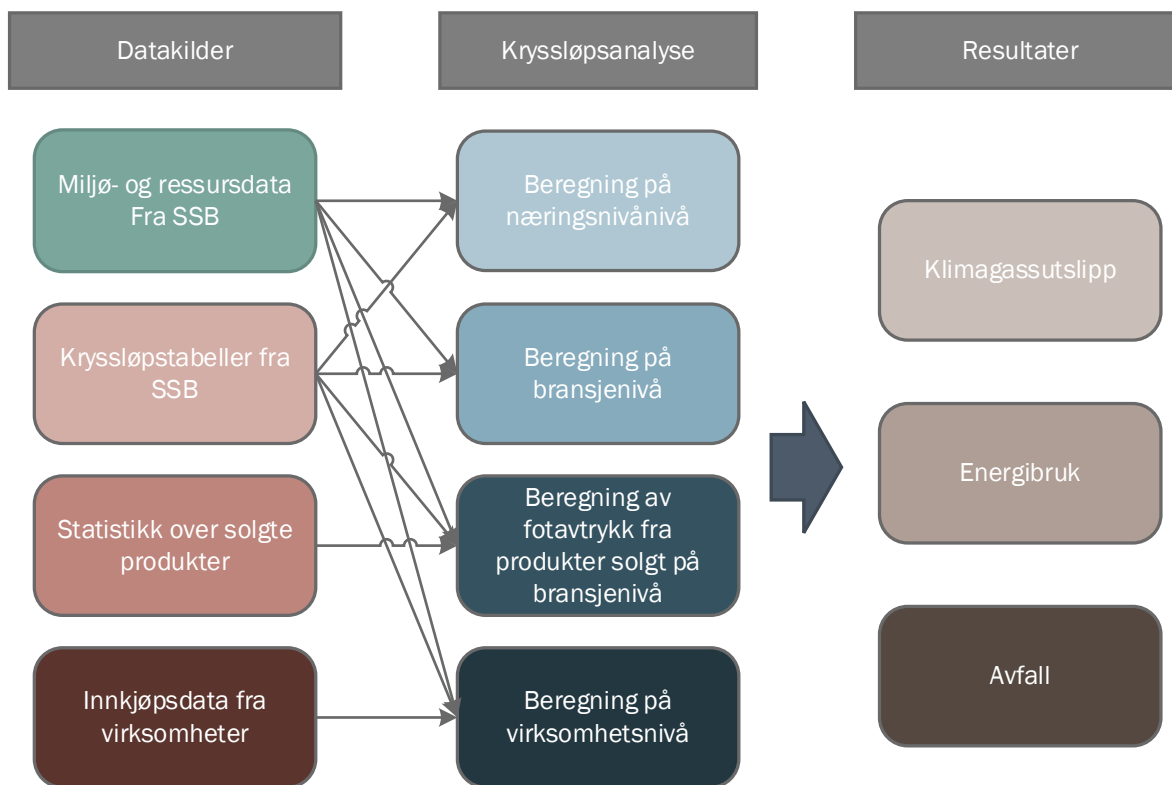 Datakilder
Kryssløpsanalyse
Resultater
Miljø- og ressursdata
Fra SSB
Kryssløpstabeller fra
SSB
Statistikk over solgte
produkter
Innkjøpsdata fra
virksomheter
Beregning på
næringsnivånivå
Beregning på
bransjenivå
Beregning av
fotavtrykk fra
produkter solgt på
bransjenivå
Beregning på
virksomhetsnivå
Klimagassutslipp
Energibruk
Avfall